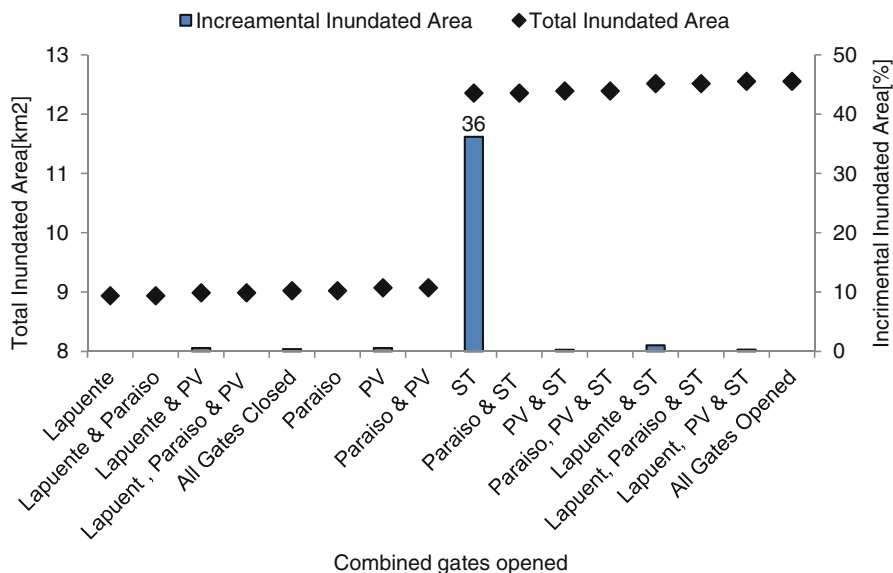 Increamental Inundated Area
Total Inundated Area
Total Inundated Area[km2]
13
12
11
10
9
8
Incrimental Inundated Area[%]
50
40
30
20
10
0
36
Lapuente
Lapuente & Paraiso
Lapuente & PV
Lapuent , Paraiso & PV
All Gates Closed
Paraiso
PV
Paraiso & PV
ST
Paraiso & ST
PV & ST
Paraiso, PV & ST
Lapuente & ST
Lapuent, Paraiso & ST
Lapuent, PV & ST
All Gates Opened
Combined gates opened